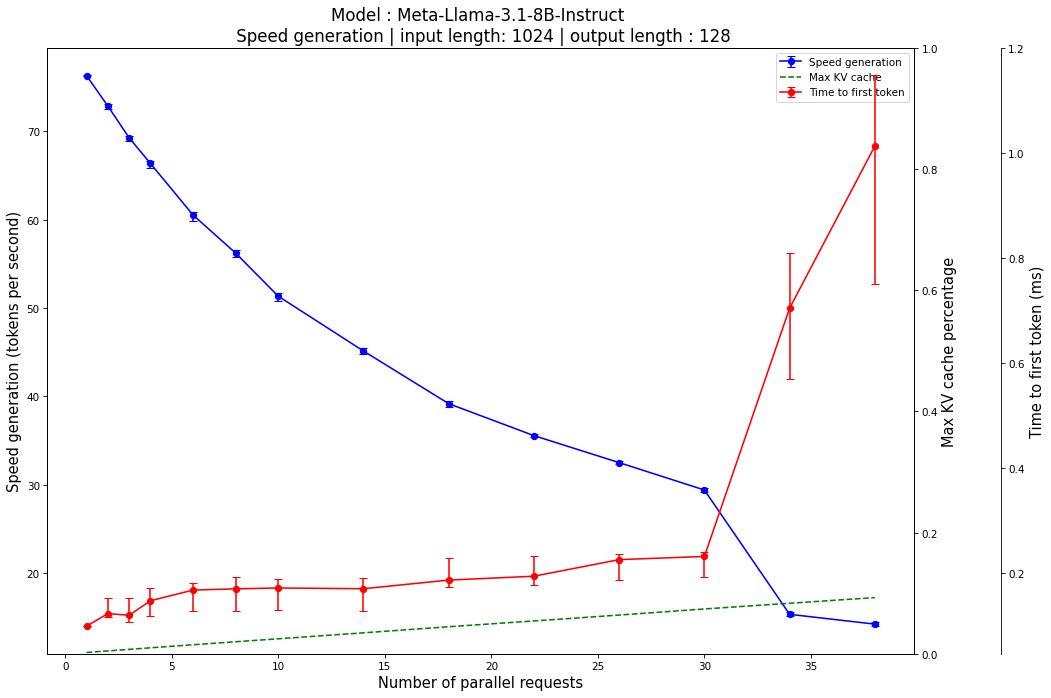 Model : Meta-Llama-3.1-8B-Instruct
Speed generation | input length: 1024 | output length : 128
Speed generation
Max KV cache
Time to first token
Speed generation (tokens per second)
70
60
50
40
30
20
1.0
0.8
0.6
0.4
0.2
0.0
Max KV cache percentage
1.2
1.0
0.8
0.6
0.4
0.2
Time to first token (ms)
0
5
10
15
20
25
30
35
Number of parallel requests